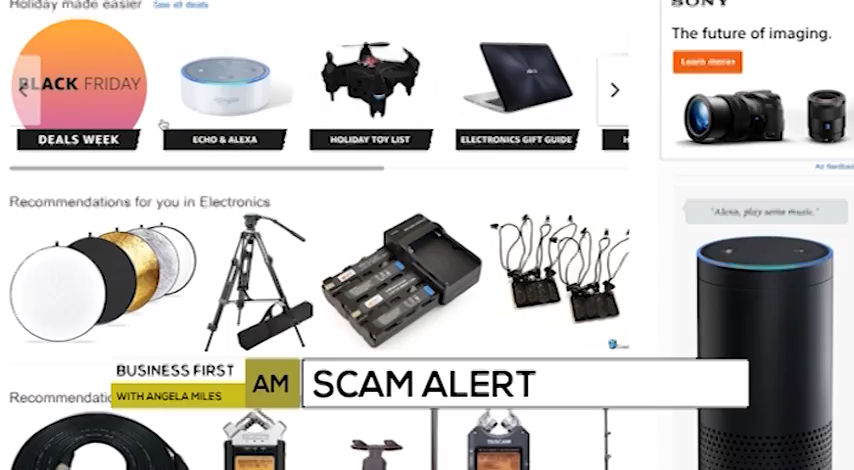 Holiday made easier See all deals
BLACK FRIDAY
DEALS WEEK
ECHO & ALEXA
HOLIDAY TOY LIST
ELECTRONICS GIFT GUIDE
H
SONY
The future of imaging.
Learn more
Ad feedback
Recommendations for you in Electronics
"Alexa, play some music."
BUSINESS FIRST
WITH ANGELA MILES
AM
SCAM ALERT
Recommendatio
TASCAM